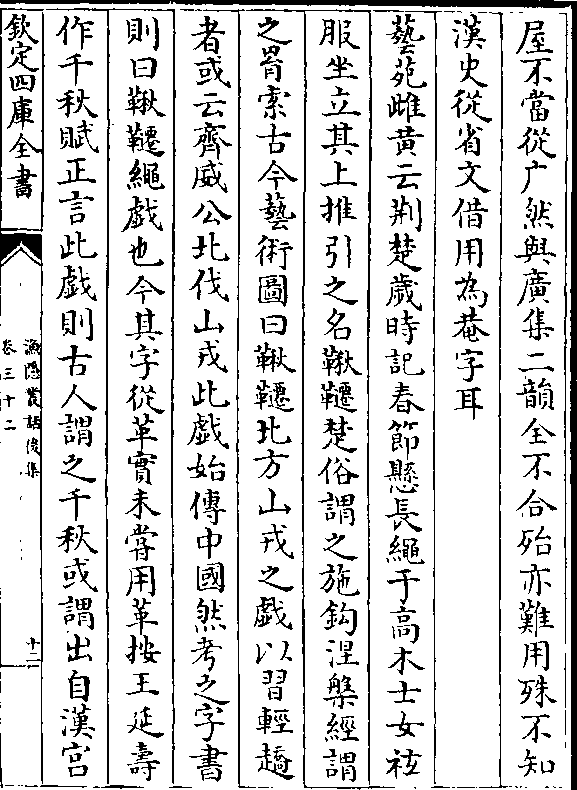 屋不當從广然與廣集二韻全不合殆亦難用殊不知
漢史從省文借用為菴字耳
藝苑雌黄云荆楚歲時記春節懸長繩于高木士女袨
服坐立其上推引之名鞦韆楚俗謂之施鈎湼槃經謂
之罥索古今藝術圖曰鞦韆北方山戎之戯以習輕趫
者或云齊威公北伐山戎此戯始傳中國然考之字書
則曰鞦韆繩戯也今其字從革實未嘗用革按王延壽
作千秋賦正言此戯則古人謂之千秋或謂出自漢宮
欽定四庫全書
漁隱叢話後集
卷三十二
十二